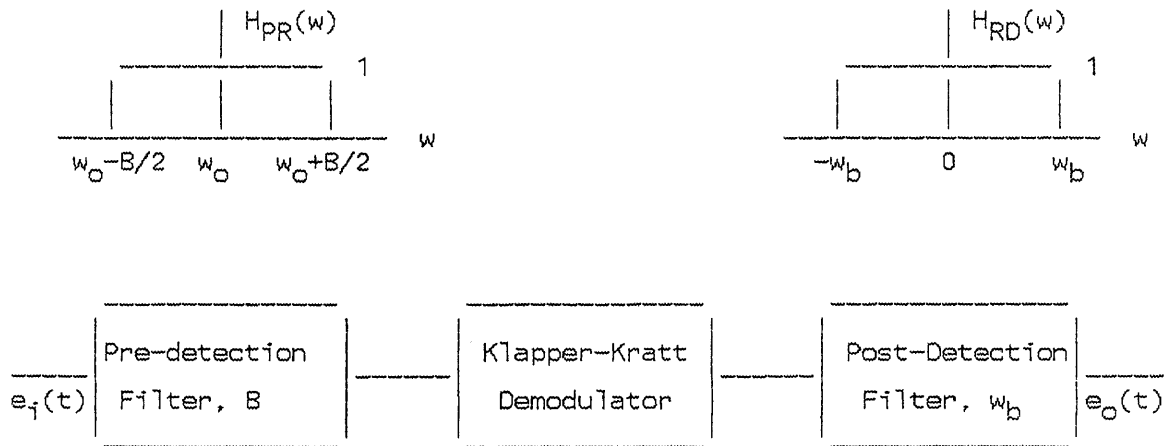 H_PR(w) H_RD(w)
1 1
w w
w_o-B/2 w_o w_o+B/2 -w_b 0 w_b
Pre-detection Klapper-Kratt Post-Detection
e_i(t) Filter, B Demodulator Filter, w_b e_o(t)